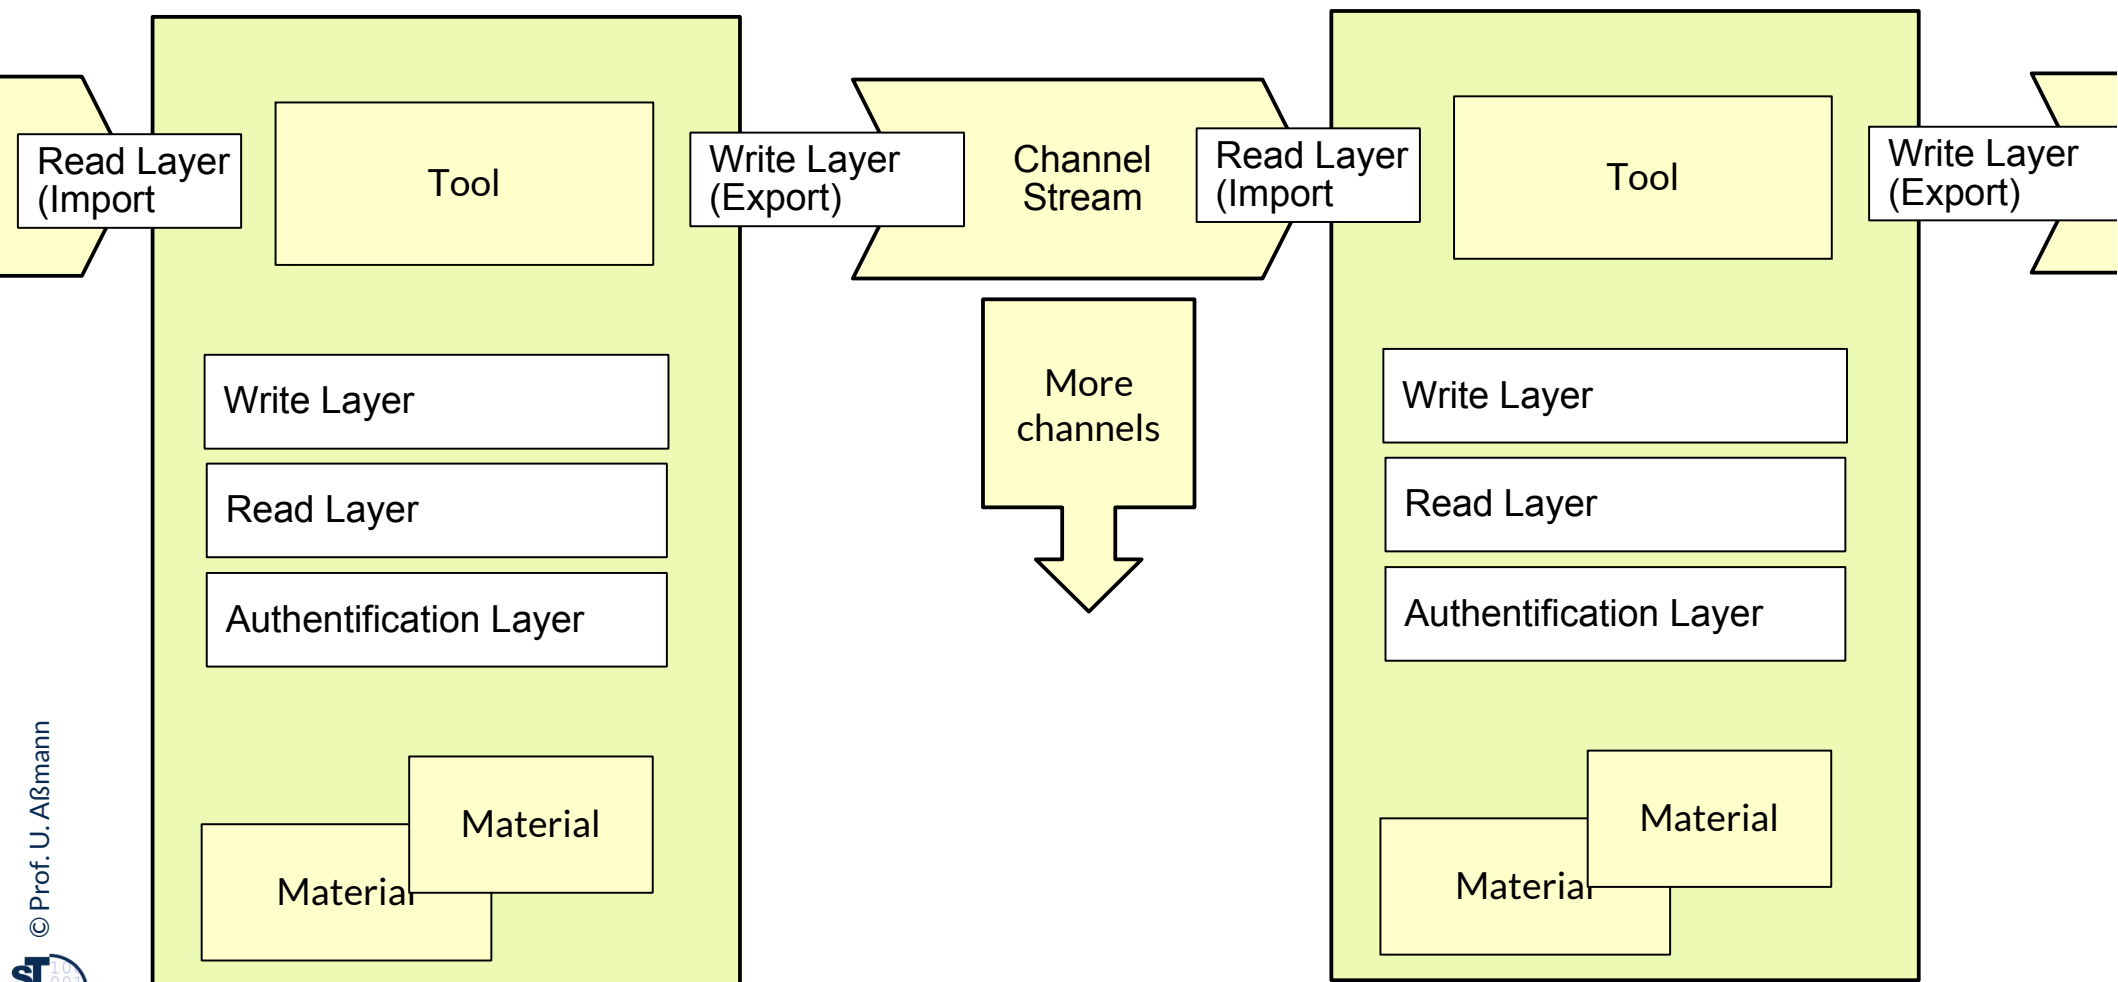 Read Layer
(Import
Tool
Write Layer
(Export)
Channel
Stream
Read Layer
(Import
Tool
Write Layer
(Export)
More
channels
Write Layer
Read Layer
Authentification Layer
Write Layer
Read Layer
Authentification Layer
Material
Material
Material
Material
© Prof. U. Aßmann
ST